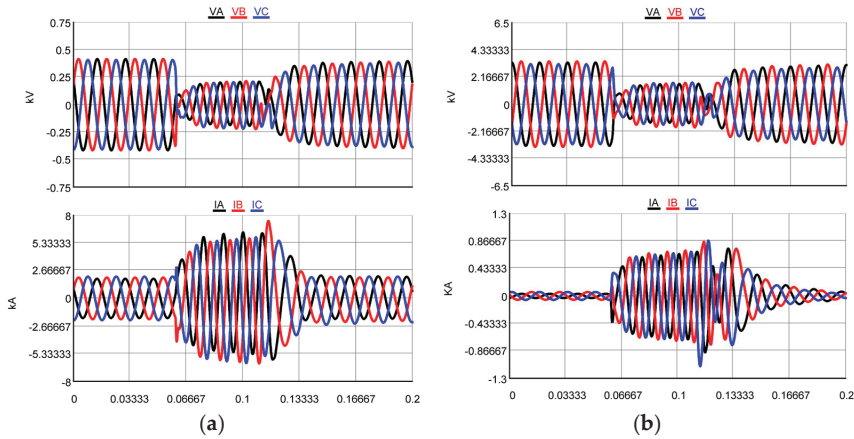 VA VB VC
0.75
0.5
0.25
0
-0.25
-0.5
-0.75
kV
IA IB IC
8
5.33333
2.66667
0
-2.66667
-5.33333
-8
kA
0 0.03333 0.06667 0.1 0.13333 0.16667 0.2
(a)
VA VB VC
6.5
4.33333
2.16667
0
-2.16667
-4.33333
-6.5
kV
IA IB IC
1.3
0.86667
0.43333
0
-0.43333
-0.86667
-1.3
KA
0 0.03333 0.06667 0.1 0.13333 0.16667 0.2
(b)